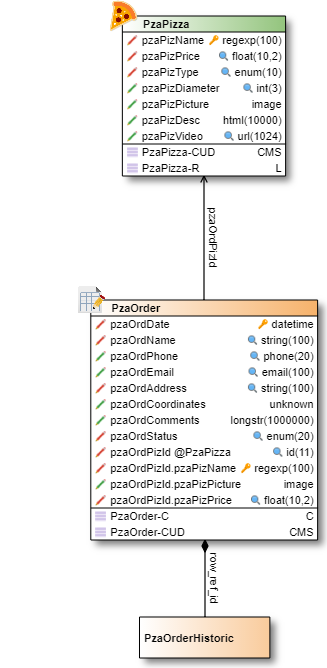 PzaPizza
pzaPizName regexp(100)
pzaPizPrice float(10,2)
pzaPizType enum(10)
pzaPizDiameter int(3)
pzaPizPicture image
pzaPizDesc html(10000)
pzaPizVideo url(1024)
PzaPizza-CUD CMS
PzaPizza-R L
pzaOrdPizId
PzaOrder
pzaOrdDate datetime
pzaOrdName string(100)
pzaOrdPhone phone(20)
pzaOrdEmail email(100)
pzaOrdAddress string(100)
pzaOrdCoordinates unknown
pzaOrdComments longstr(1000000)
pzaOrdStatus enum(20)
pzaOrdPizId @PzaPizza id(11)
pzaOrdPizId.pzaPizName regexp(100)
pzaOrdPizId.pzaPizPicture image
pzaOrdPizId.pzaPizPrice float(10,2)
PzaOrder-C C
PzaOrder-CUD CMS
row_ref_id
PzaOrderHistoric